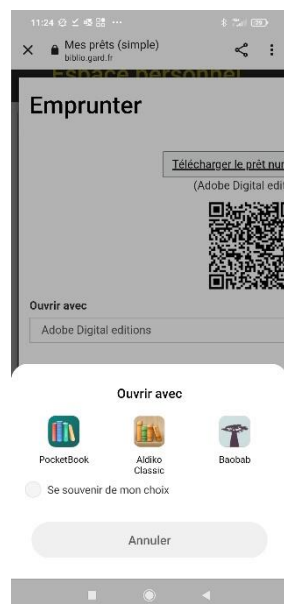 11:24
Mes prêts (simple)
biblio.gard.fr
Espace personnel
Emprunter
Télécharger le prêt nu
(Adobe Digital edi
Ouvrir avec
Adobe Digital editions
Ouvrir avec
PocketBook
Aldiko
Classic
Baobab
Se souvenir de mon choix
Annuler